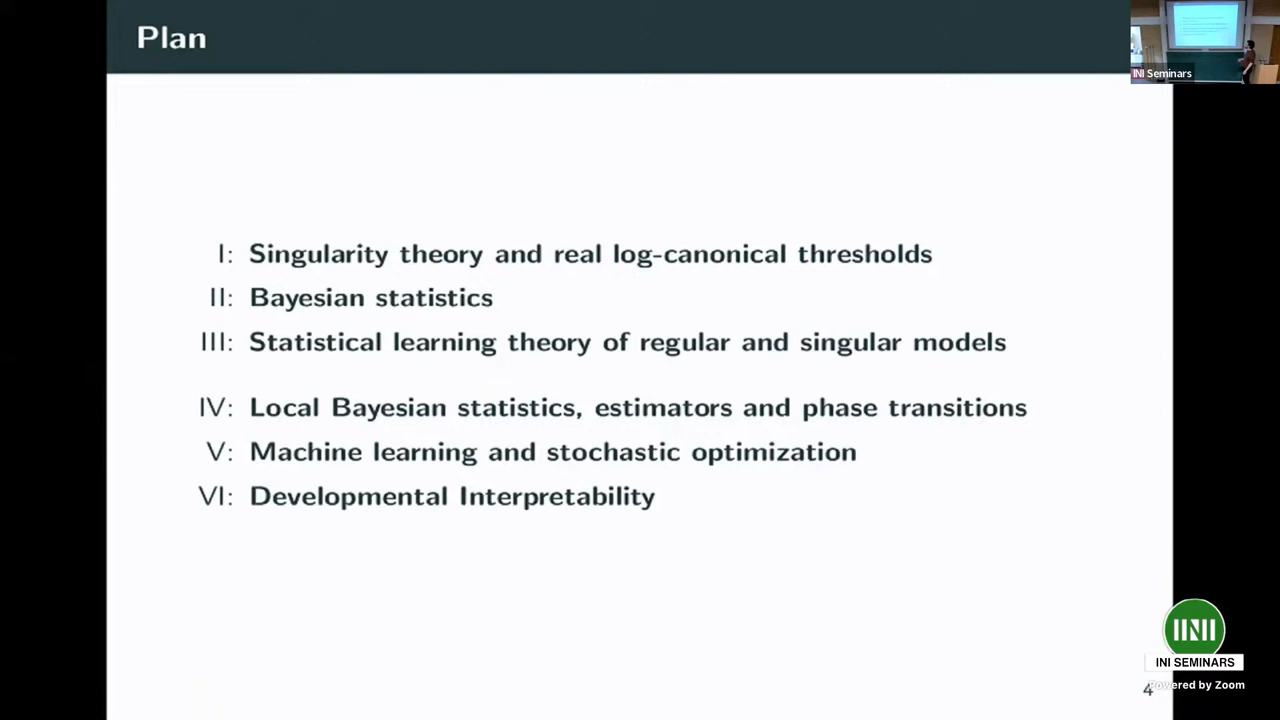 Plan
INI Seminars
I: Singularity theory and real log-canonical thresholds
II: Bayesian statistics
III: Statistical learning theory of regular and singular models
IV: Local Bayesian statistics, estimators and phase transitions
V: Machine learning and stochastic optimization
VI: Developmental Interpretability
INI
INI SEMINARS
4
Powered by Zoom